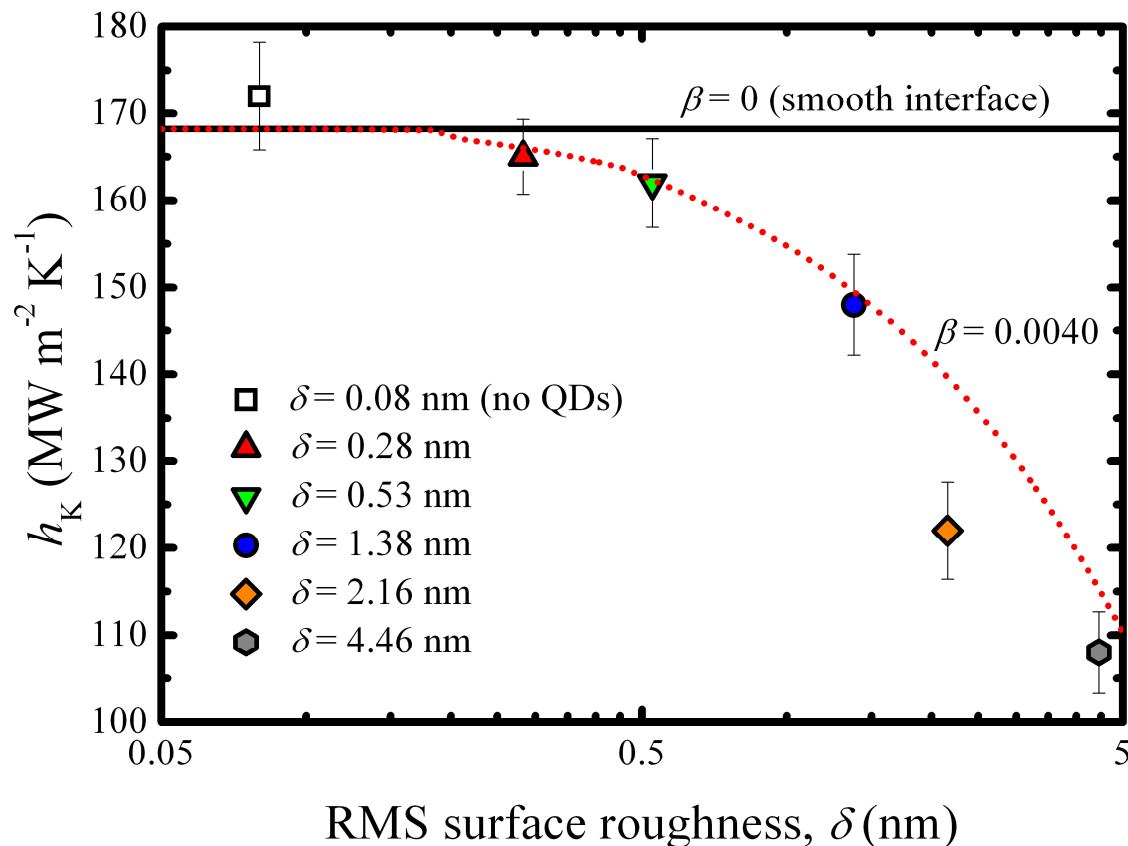 180
170
160
150
140
130
120
110
100
h_K (MW m⁻² K⁻¹)
β = 0 (smooth interface)
β = 0.0040
δ = 0.08 nm (no QDs)
δ = 0.28 nm
δ = 0.53 nm
δ = 1.38 nm
δ = 2.16 nm
δ = 4.46 nm
0.05 0.5 5
RMS surface roughness, δ (nm)